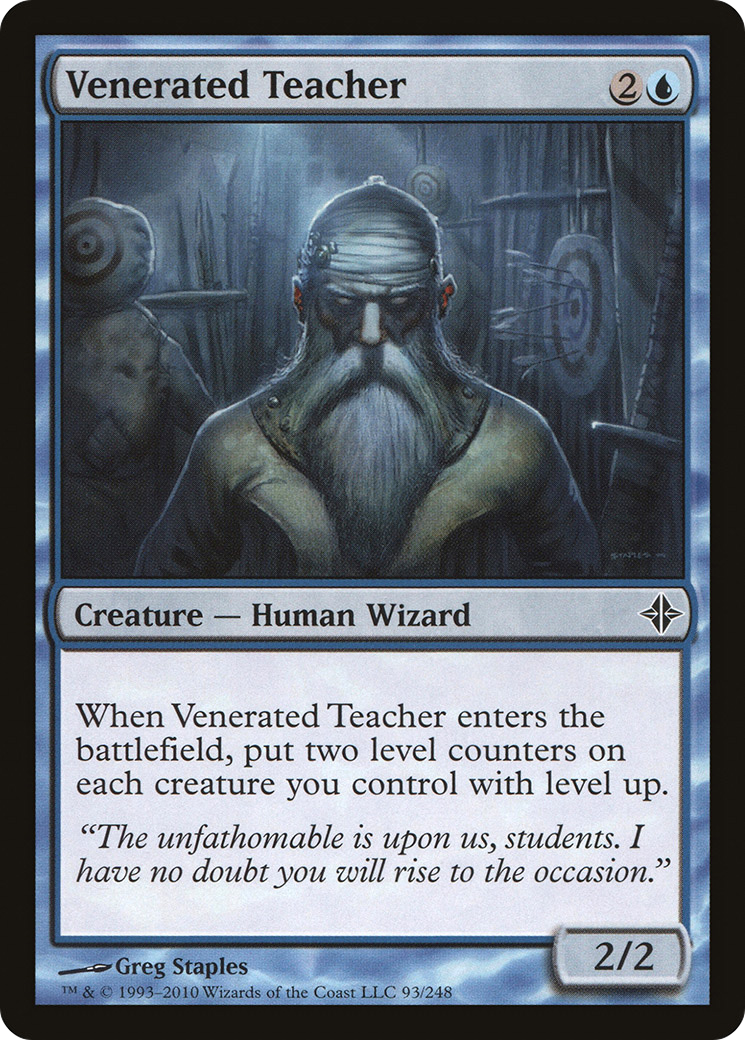 Venerated Teacher 2
STAPLES
Creature — Human Wizard
When Venerated Teacher enters the
battlefield, put two level counters on
each creature you control with level up.
“The unfathomable is upon us, students. I
have no doubt you will rise to the occasion.”
2/2
Greg Staples
™ & © 1993–2010 Wizards of the Coast LLC 93/248